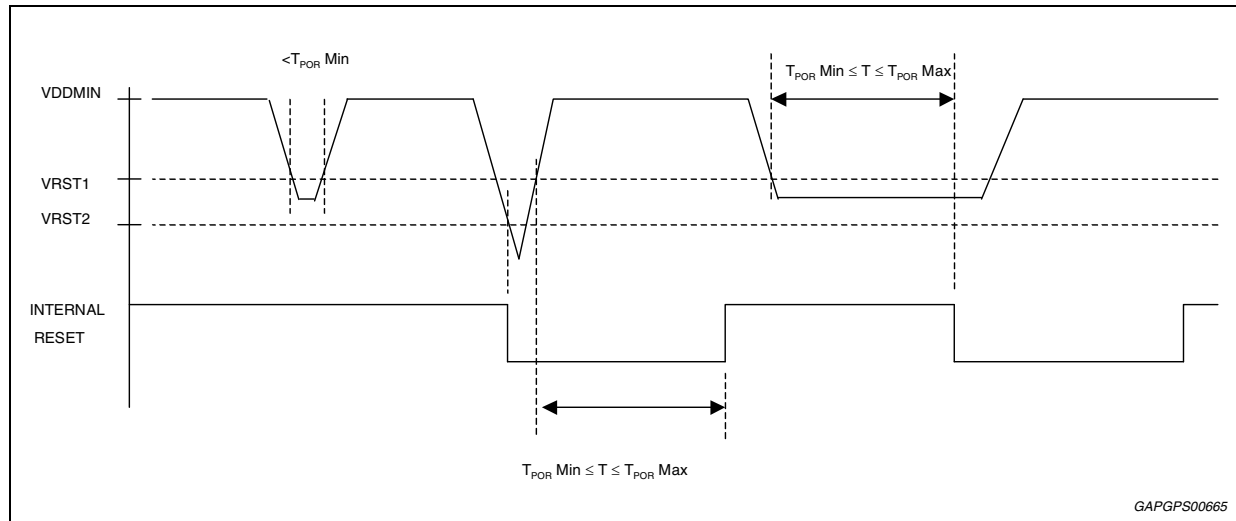 <T_POR Min
T_POR Min ≤ T ≤ T_POR Max
VDDMIN
VRST1
VRST2
INTERNAL
RESET
T_POR Min ≤ T ≤ T_POR Max
GAPGPS00665